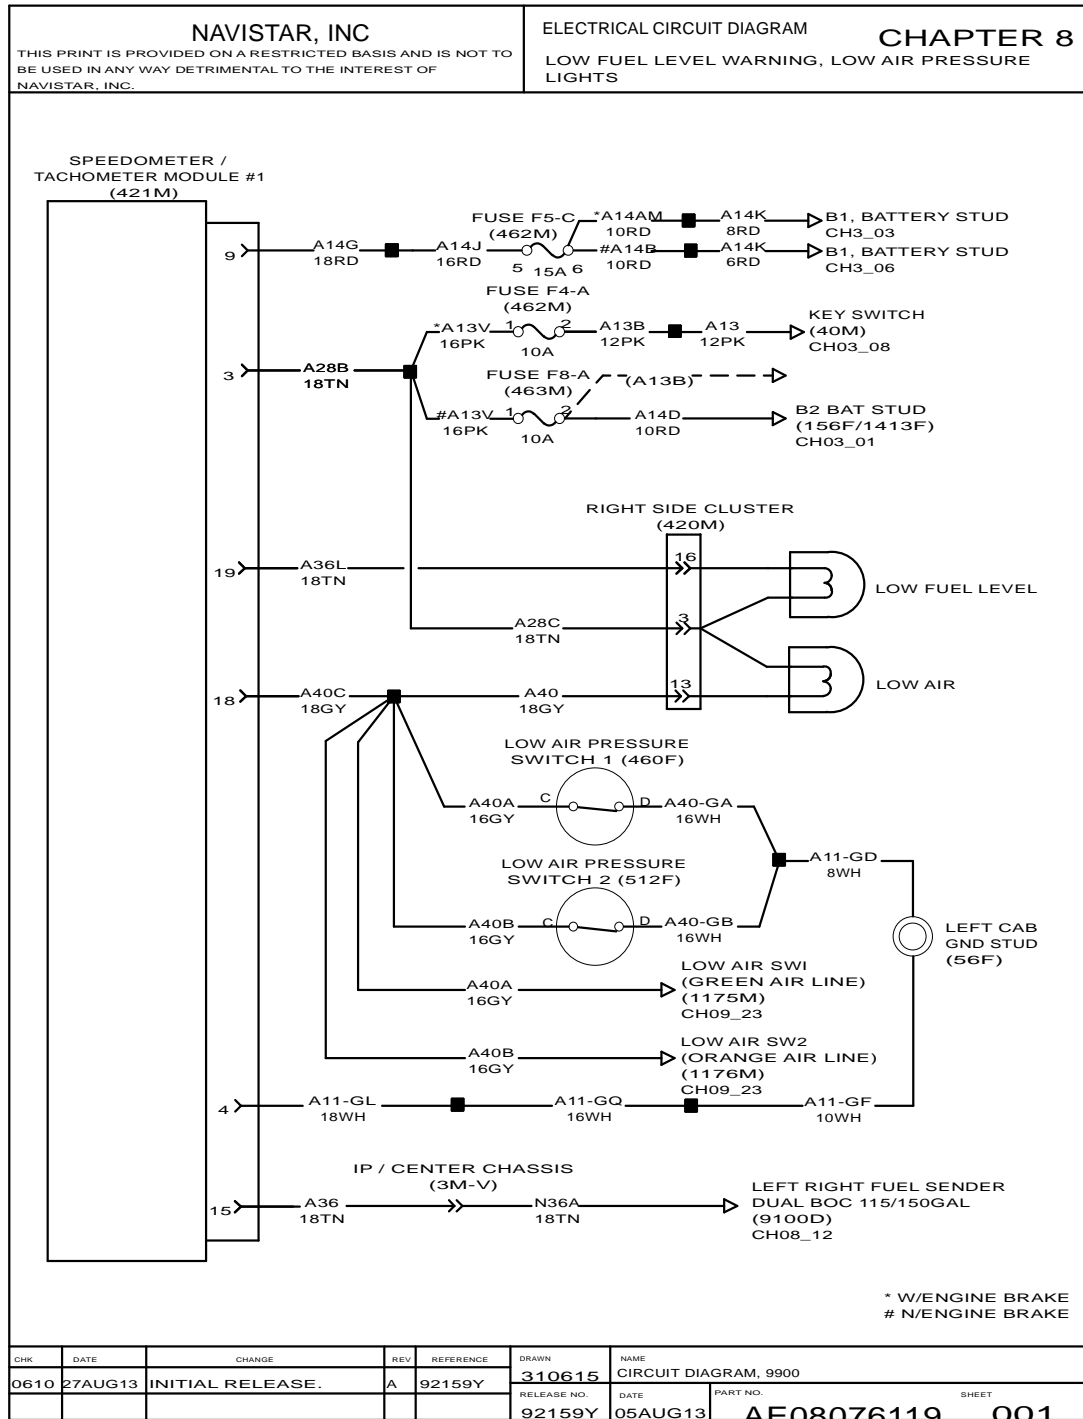 NAVISTAR, INC
THIS PRINT IS PROVIDED ON A RESTRICTED BASIS AND IS NOT TO
BE USED IN ANY WAY DETRIMENTAL TO THE INTEREST OF
NAVISTAR, INC.
ELECTRICAL CIRCUIT DIAGRAM
CHAPTER 8
LOW FUEL LEVEL WARNING, LOW AIR PRESSURE
LIGHTS
SPEEDOMETER /
TACHOMETER MODULE #1
(421M)
9
A14G
18RD
A14J
16RD
FUSE F5-C
(462M)
5 15A 6
*A14AM
10RD
A14K
8RD
B1, BATTERY STUD
CH3_03
#A14B
10RD
A14K
6RD
B1, BATTERY STUD
CH3_06
FUSE F4-A
(462M)
*A13V
16PK
1
2
10A
A13B
12PK
A13
12PK
KEY SWITCH
(40M)
CH03_08
3
A28B
18TN
FUSE F8-A
(463M)
(A13B)
#A13V
16PK
1
2
10A
A14D
10RD
B2 BAT STUD
(156F/1413F)
CH03_01
RIGHT SIDE CLUSTER
(420M)
19
A36L
18TN
16
LOW FUEL LEVEL
A28C
18TN
3
18
A40C
18GY
A40
18GY
13
LOW AIR
LOW AIR PRESSURE
SWITCH 1 (460F)
A40A
16GY
C
D
A40-GA
16WH
LOW AIR PRESSURE
SWITCH 2 (512F)
A11-GD
8WH
A40B
16GY
C
D
A40-GB
16WH
LEFT CAB
GND STUD
(56F)
A40A
16GY
LOW AIR SW1
(GREEN AIR LINE)
(1175M)
CH09_23
A40B
16GY
LOW AIR SW2
(ORANGE AIR LINE)
(1176M)
CH09_23
4
A11-GL
18WH
A11-GQ
16WH
A11-GF
10WH
IP / CENTER CHASSIS
(3M-V)
15
A36
18TN
N36A
18TN
LEFT RIGHT FUEL SENDER
DUAL BOC 115/150GAL
(9100D)
CH08_12
* W/ENGINE BRAKE
# N/ENGINE BRAKE
CHK DATE CHANGE REV REFERENCE
0610 27AUG13 INITIAL RELEASE. A 92159Y
DRAWN
310615
NAME
CIRCUIT DIAGRAM, 9900
RELEASE NO.
92159Y
DATE
05AUG13
PART NO.
AE08076119
SHEET
001